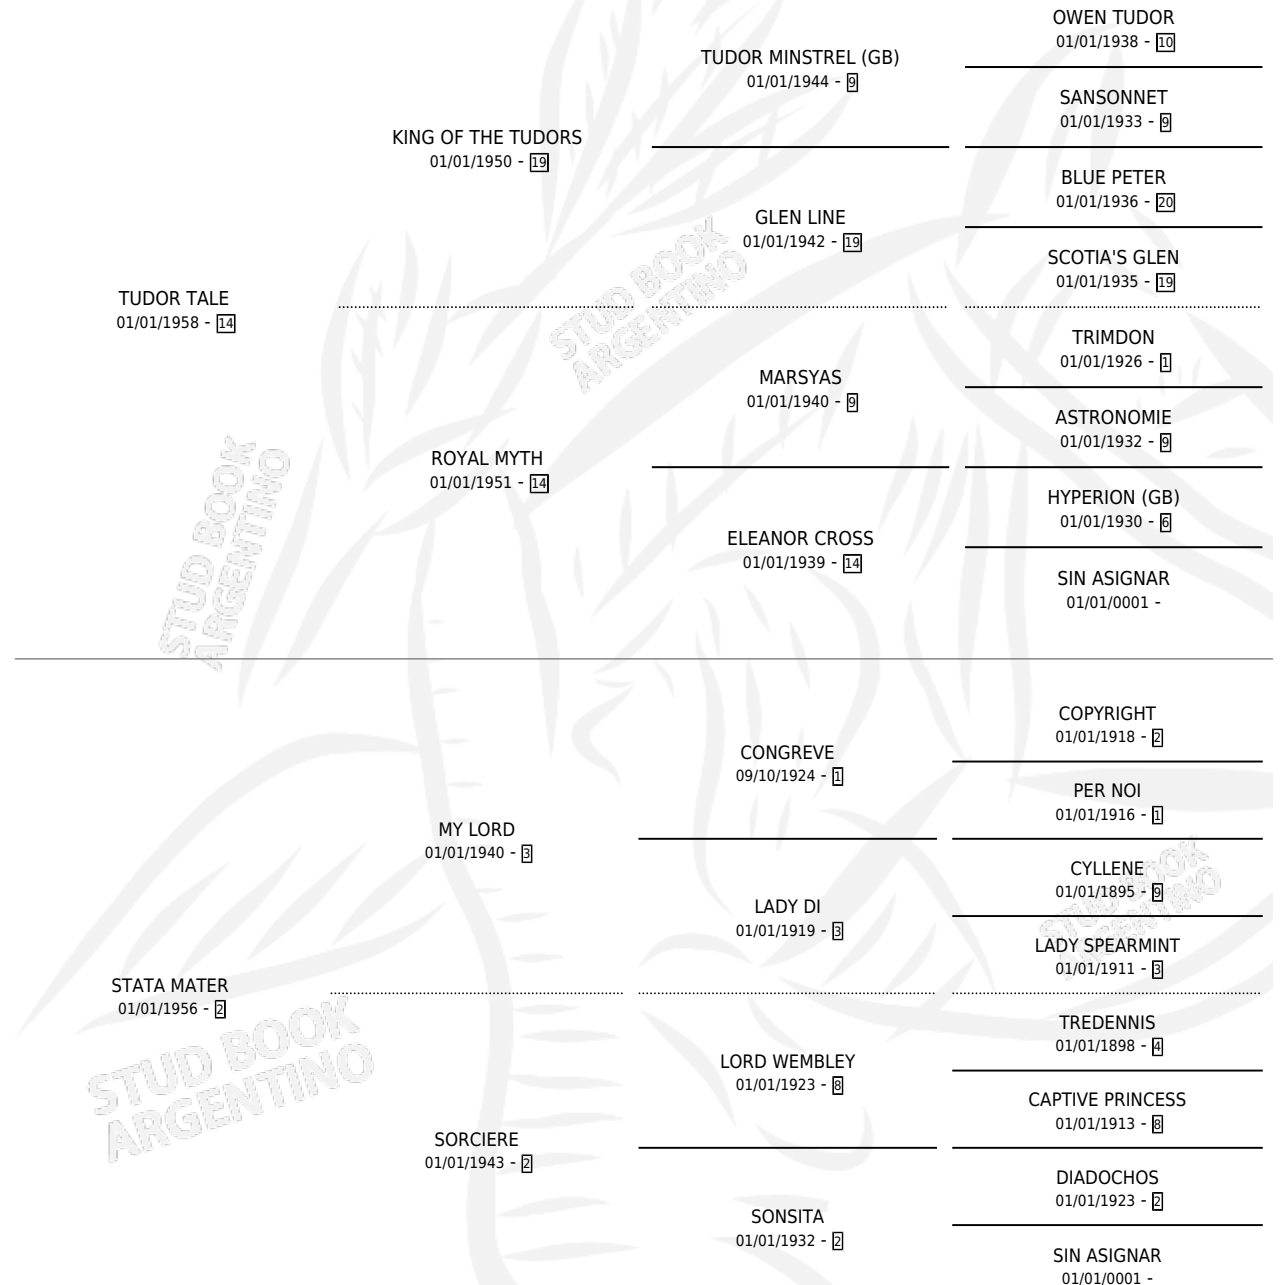 OWEN TUDOR
01/01/1938 - 10
TUDOR MINSTREL (GB)
01/01/1944 - 9
SANSONNET
01/01/1933 - 9
KING OF THE TUDORS
01/01/1950 - 19
BLUE PETER
01/01/1936 - 20
GLEN LINE
01/01/1942 - 19
SCOTIA'S GLEN
01/01/1935 - 19
TUDOR TALE
01/01/1958 - 14
TRIMDON
01/01/1926 - 1
MARSYAS
01/01/1940 - 9
ASTRONOMIE
01/01/1932 - 9
ROYAL MYTH
01/01/1951 - 14
HYPERION (GB)
01/01/1930 - 6
ELEANOR CROSS
01/01/1939 - 14
SIN ASIGNAR
01/01/0001 -
STUD BOOK
ARGENTINO
STUD BOOK
ARGENTINO
COPYRIGHT
01/01/1918 - 2
CONGREVE
09/10/1924 - 1
PER NOI
01/01/1916 - 1
MY LORD
01/01/1940 - 3
CYLLENE
01/01/1895 - 9
LADY DI
01/01/1919 - 3
LADY SPEARMINT
01/01/1911 - 3
STATA MATER
01/01/1956 - 2
TREDENNIS
01/01/1898 - 4
LORD WEMBLEY
01/01/1923 - 8
CAPTIVE PRINCESS
01/01/1913 - 8
SORCIERE
01/01/1943 - 2
DIADOCHOS
01/01/1923 - 2
SONSITA
01/01/1932 - 2
SIN ASIGNAR
01/01/0001 -
STUD BOOK
ARGENTINO
STUD BOOK
ARGENTINO